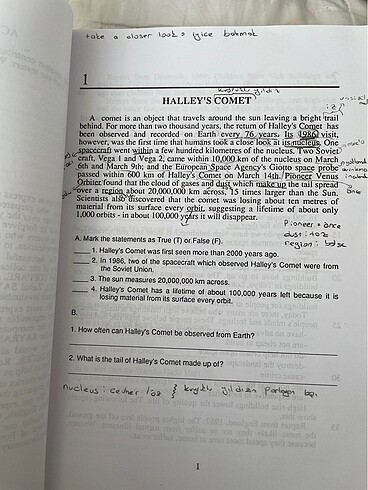 take a closer look =
1
kuyruklu yıldız
HALLEY'S COMET
A comet is an object that travels around the sun leaving a bright trail
behind. For more than two thousand years, the return of Halley's Comet has
been observed and recorded on Earth every 76 years. Its 1986 visit,
however, was the first time that humans took a close look at its nucleus. One
spacecraft went within a few hundred kilometres of the nucleus. Two Soviet
craft, Vega 1 and Vega 2, came within 10,000 km of the nucleus on March
6th and March 9th; and the European Space Agency's Giotto space probe
passed within 600 km of Halley's Comet on March 14th. Pioneer Venus
Orbiter found that the cloud of gases and dust which make up the tail spread
over a region about 20,000,000 km across, 15 times larger than the Sun.
Scientists also discovered that the comet was losing about ten metres of
material from its surface every orbit, suggesting a lifetime of only about
1,000 orbits - in about 100,000 years it will disappear.
Pioneer = önce
dust: toz
region: bölge
A. Mark the statements as True (T) or False (F).
____ 1. Halley's Comet was first seen more than 2000 years ago.
____ 2. In 1986, two of the spacecraft which observed Halley's Comet were from
the Soviet Union.
____ 3. The sun measures 20,000,000 km across.
____ 4. Halley's Comet has a lifetime of about 100,000 years left because it is
losing material from its surface every orbit.
B.
1. How often can Halley's Comet be observed from Earth?
2. What is the tail of Halley's Comet made up of?
nucleus:
1